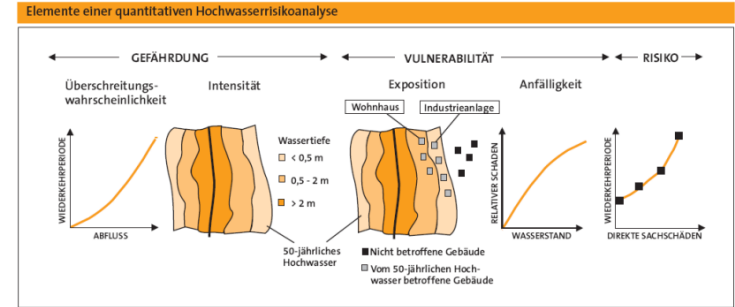 Elemente einer quantitativen Hochwasserrisikoanalyse
GEFÄHRDUNG
VULNERABILITÄT
RISIKO
Überschreitungs-
wahrscheinlichkeit
Intensität
Exposition
Anfälligkeit
Wohnhaus
Industrieanlage
WIEDERKEHRPERIODE
ABFLUSS
Wassertiefe
< 0,5 m
0,5 - 2 m
> 2 m
50-jährliches
Hochwasser
Nicht betroffene Gebäude
Vom 50-jährlichen Hoch-
wasser betroffene Gebäude
RELATIVER SCHADEN
WASSERSTAND
WIEDERKEHRPERIODE
DIREKTE SACHSCHÄDEN